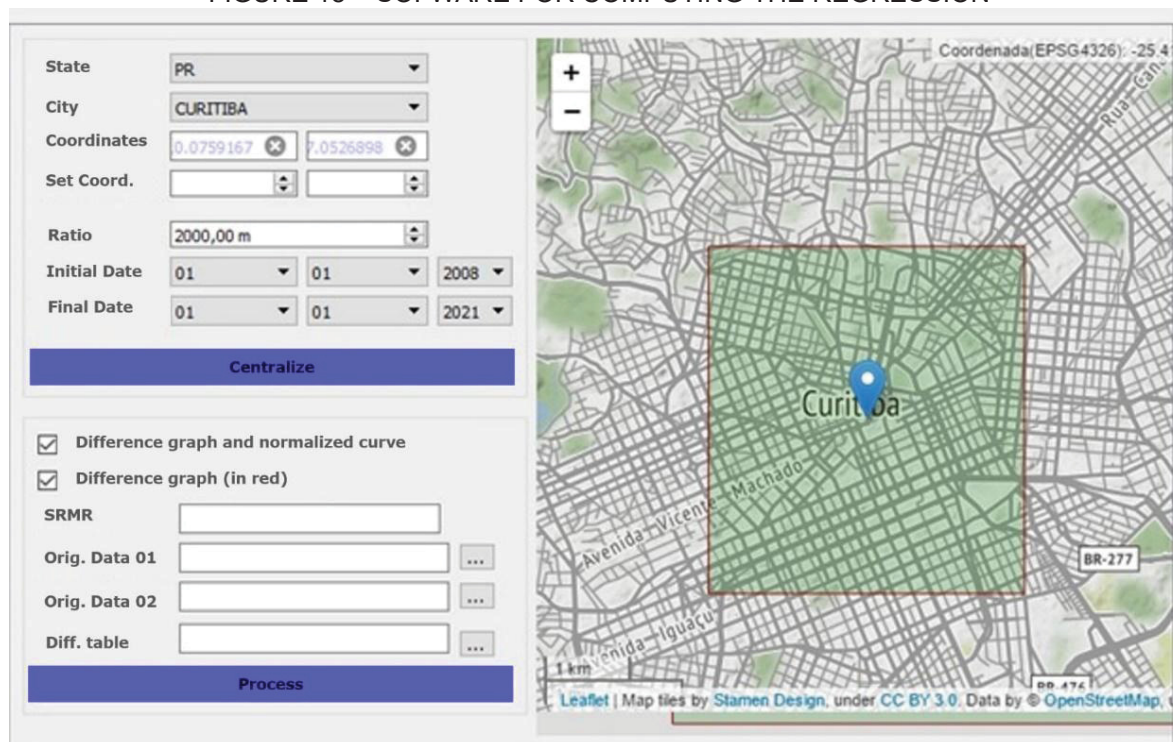 State PR
City CURITIBA
Coordinates 0.0759167 7.0526898
Set Coord.
Ratio 2000,00 m
Initial Date 01 01 2008
Final Date 01 01 2021
Centralize
Difference graph and normalized curve
Difference graph (in red)
SRMR
Orig. Data 01 ...
Orig. Data 02 ...
Diff. table ...
Process
+
−
Coordenada(EPSG4326): -25.4
Rua
Curitiba
Avenida Vicente Machado
BR-277
Avenida Iguaçu
1 km
BR-476
Leaflet | Map tiles by Stamen Design, under CC BY 3.0. Data by © OpenStreetMap,